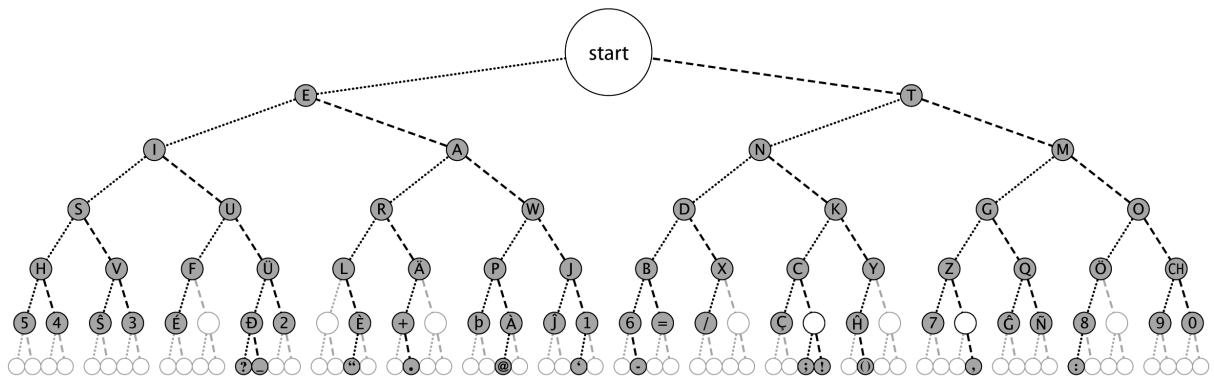 start
E T
I A N M
S U R W D K G O
H V F Ü L Ä P J B X C Y Z Q Ö CH
5 4 Ŝ 3 É Đ 2 È + þ À Ĵ 1 6 = / Ç Ĥ 7 Ĝ Ñ 8 9 0
? _ “ . @ ‘ - ; ! () , :